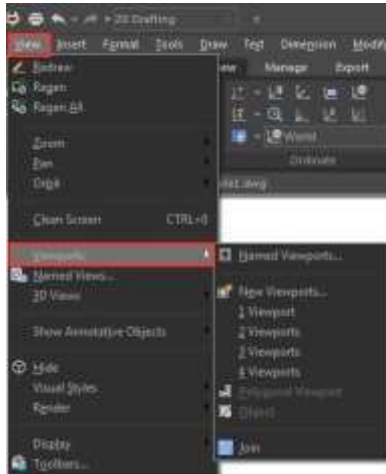 2D Drafting
View Insert Format Tools Draw Text Dimension Modify
Manage Export
Redraw
Regen
Regen All
World
Zoom
Pan
Orbit
Clean Screen CTRL+0
Viewports
Named Viewports...
Named Views...
3D Views
New Viewports...
1 Viewport
Show Annotative Objects
2 Viewports
3 Viewports
4 Viewports
Hide
Polygonal Viewport
Visual Styles
Object
Render
Display
Join
Toolbars...